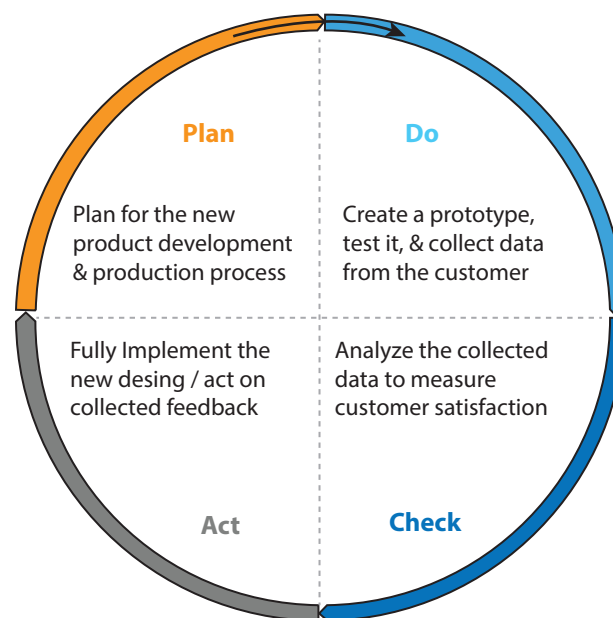 Plan
Plan for the new
product development
& production process
Do
Create a prototype,
test it, & collect data
from the customer
Fully Implement the
new desing / act on
collected feedback
Act
Analyze the collected
data to measure
customer satisfaction
Check